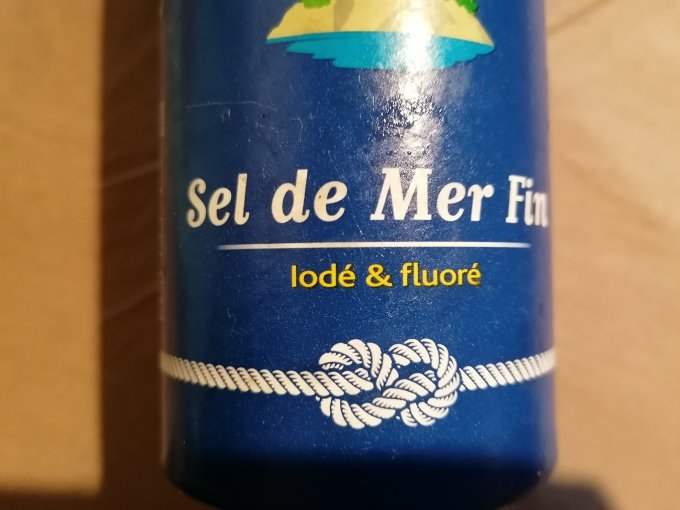 Sel de Mer Fin
Iodé & fluoré